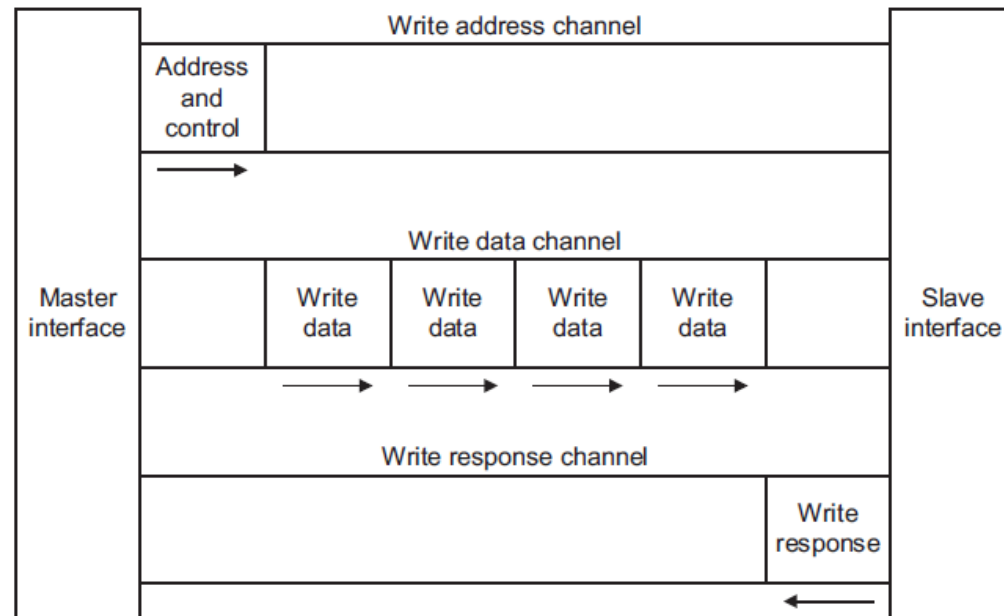 Write address channel
Address
and
control
Write data channel
Master
interface
Write
data
Write
data
Write
data
Write
data
Slave
interface
Write response channel
Write
response